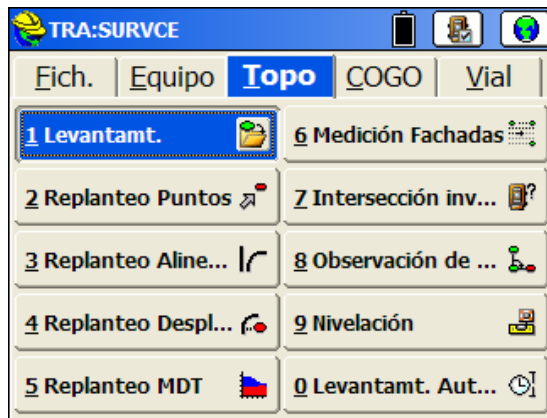 TRA:SURVCE
Fich. Equipo Topo COGO Vial
1 Levantamt. 6 Medición Fachadas
2 Replanteo Puntos 7 Intersección inv... ?
3 Replanteo Aline... 8 Observación de ...
4 Replanteo Despl... 9 Nivelación
5 Replanteo MDT 0 Levantamt. Aut...